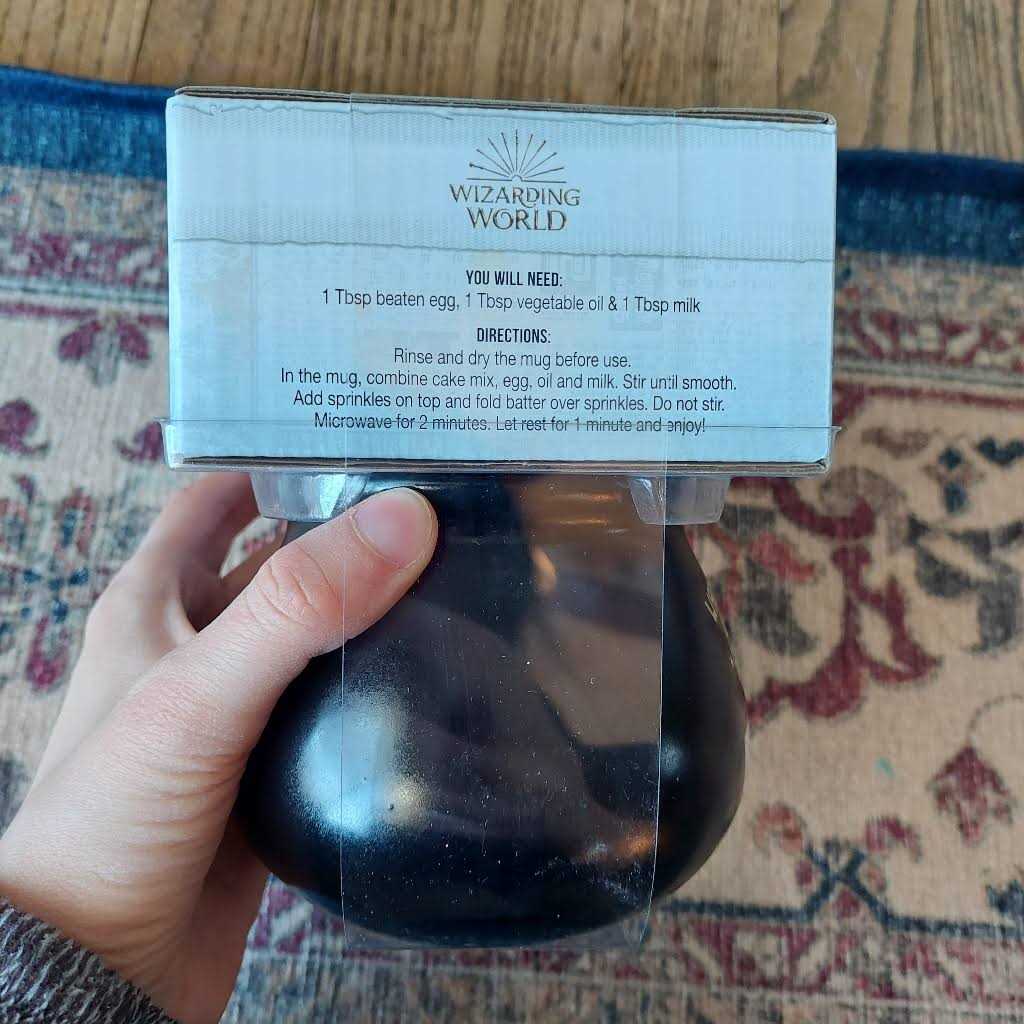 WIZARDING
WORLD
YOU WILL NEED:
1 Tbsp beaten egg, 1 Tbsp vegetable oil & 1 Tbsp milk
DIRECTIONS:
Rinse and dry the mug before use.
In the mug, combine cake mix, egg, oil and milk. Stir until smooth.
Add sprinkles on top and fold batter over sprinkles. Do not stir.
Microwave for 2 minutes. Let rest for 1 minute and enjoy!